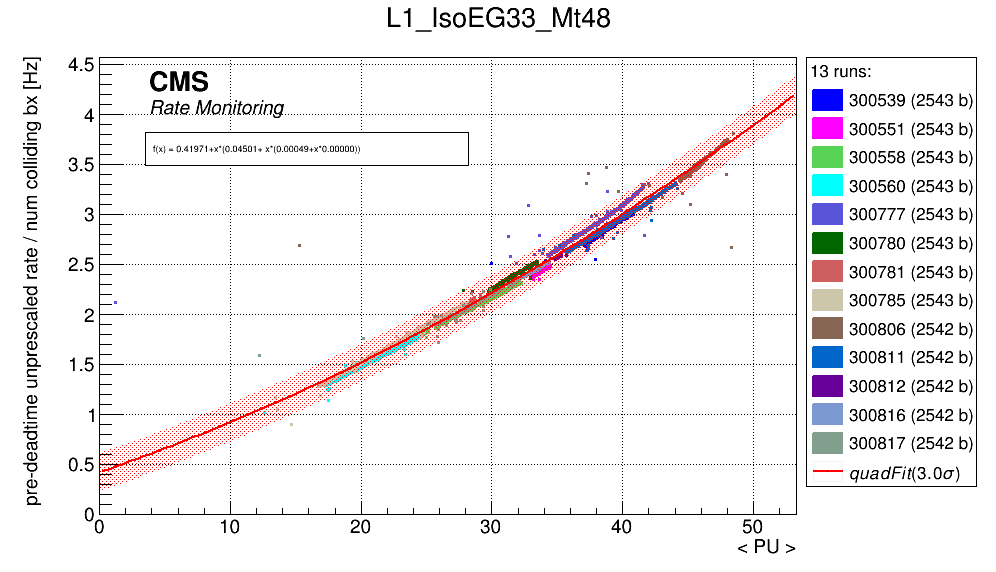 L1_IsoEG33_Mt48
pre-deadtime unprescaled rate / num colliding bx [Hz]
CMS
Rate Monitoring
f(x) = 0.41971+x*(0.04501+ x*(0.00049+x*0.00000))
4.5
4
3.5
3
2.5
2
1.5
1
0.5
0
0 10 20 30 40 50
< PU >
13 runs:
300539 (2543 b)
300551 (2543 b)
300558 (2543 b)
300560 (2543 b)
300777 (2543 b)
300780 (2543 b)
300781 (2543 b)
300785 (2543 b)
300806 (2542 b)
300811 (2542 b)
300812 (2542 b)
300816 (2542 b)
300817 (2542 b)
quadFit(3.0σ)